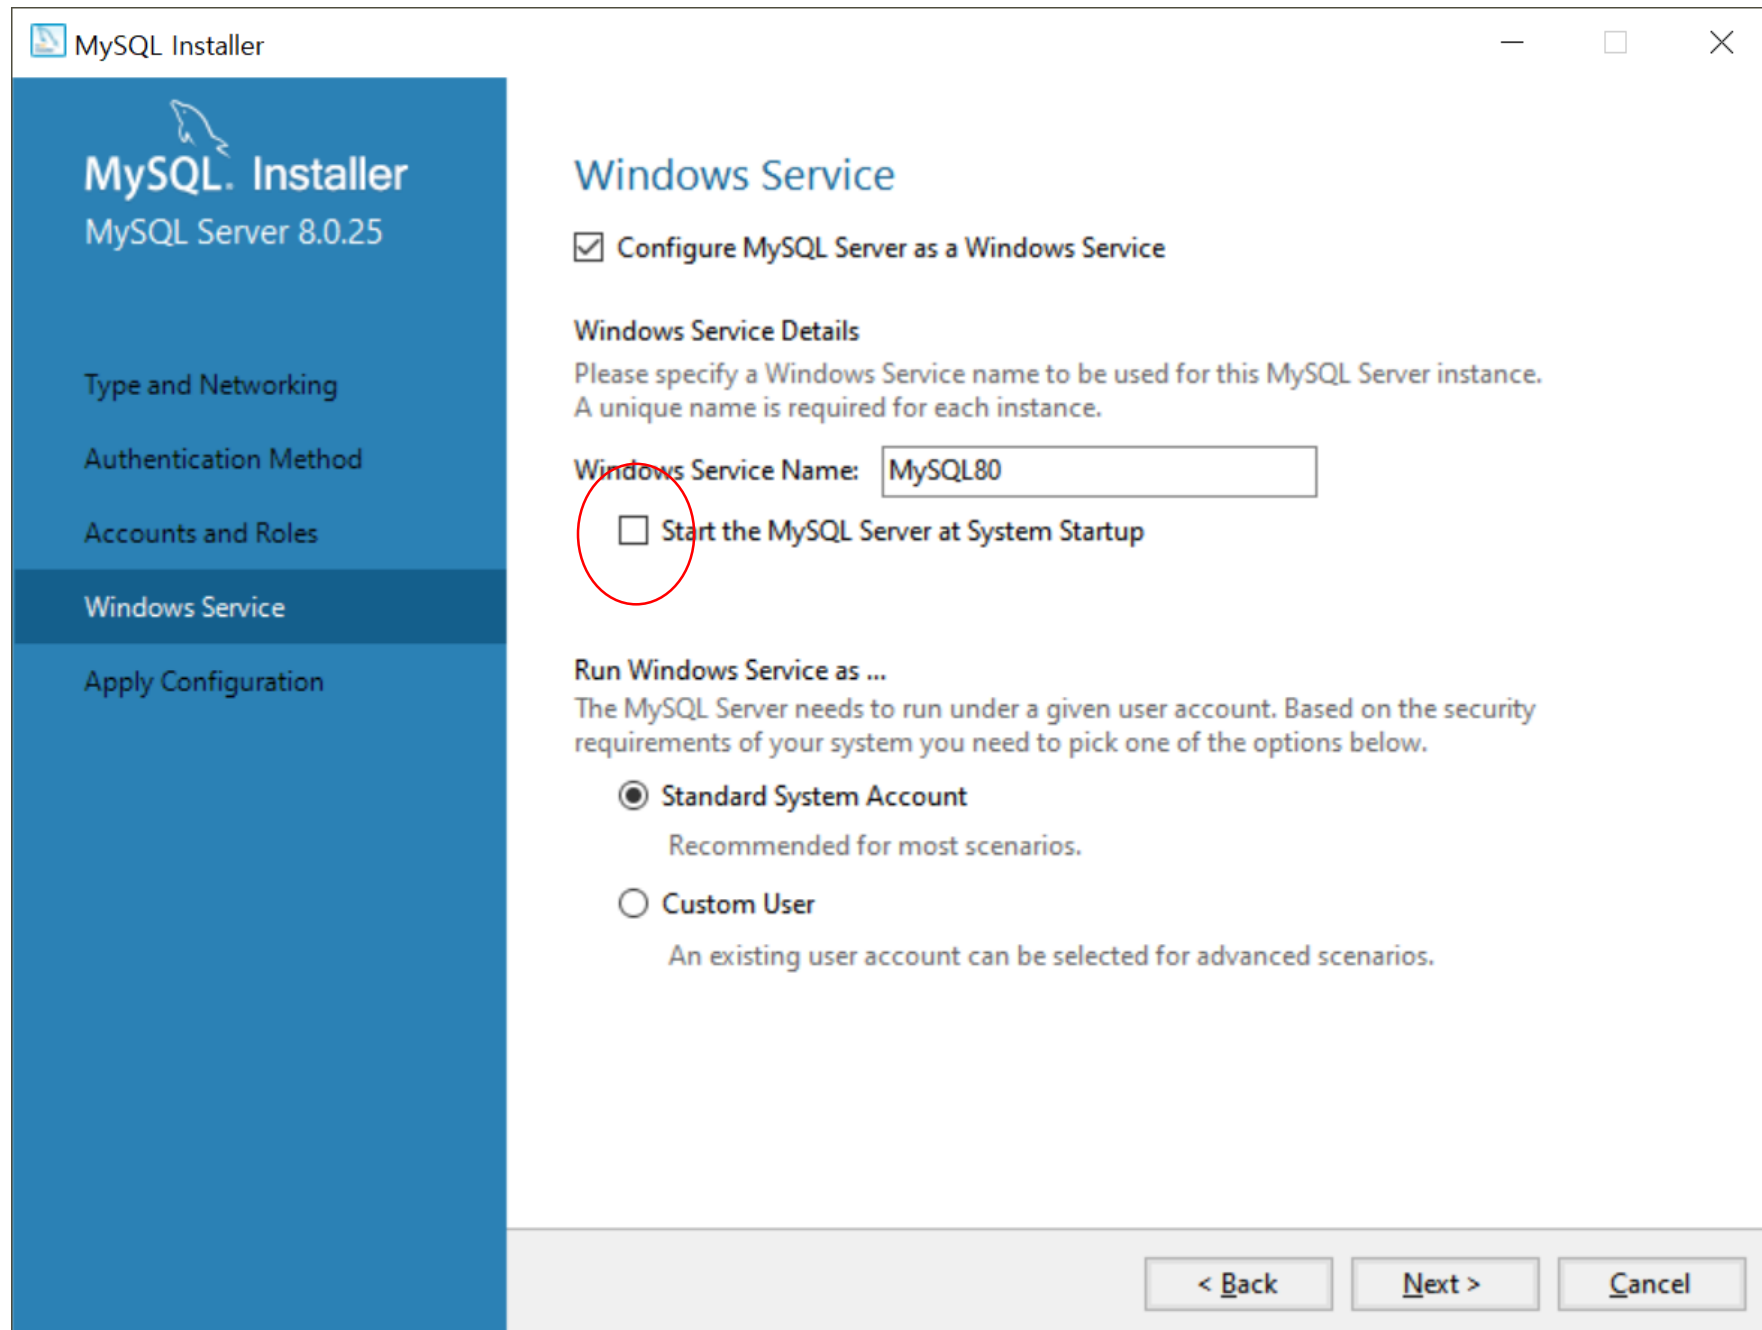 MySQL Installer
MySQL. Installer
MySQL Server 8.0.25
Type and Networking
Authentication Method
Accounts and Roles
Windows Service
Apply Configuration
Windows Service
Configure MySQL Server as a Windows Service
Windows Service Details
Please specify a Windows Service name to be used for this MySQL Server instance.
A unique name is required for each instance.
Windows Service Name: MySQL80
Start the MySQL Server at System Startup
Run Windows Service as ...
The MySQL Server needs to run under a given user account. Based on the security
requirements of your system you need to pick one of the options below.
Standard System Account
Recommended for most scenarios.
Custom User
An existing user account can be selected for advanced scenarios.
< Back Next > Cancel